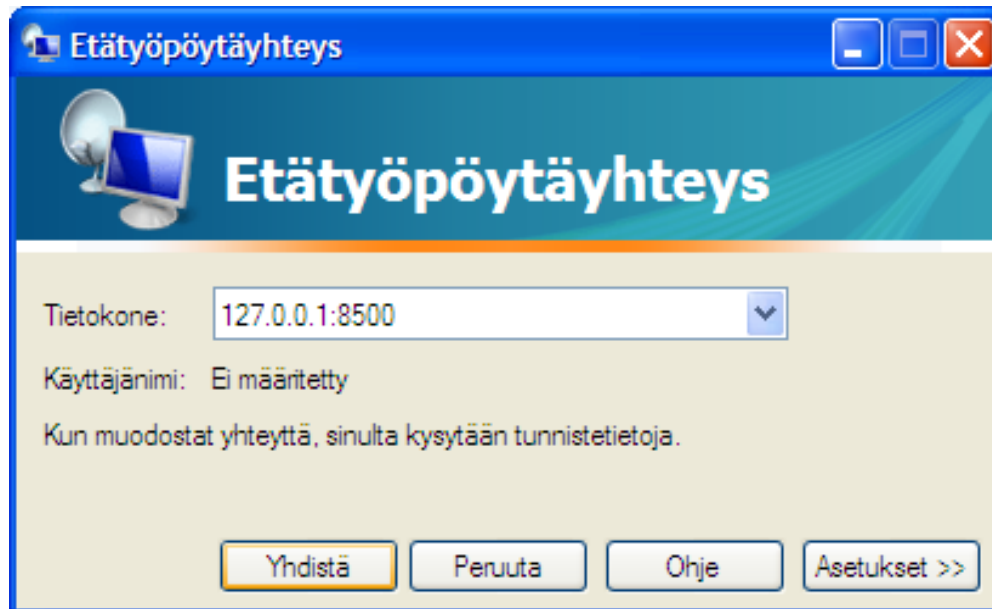 Etätyöpöytäyhteys
Etätyöpöytäyhteys
Tietokone: 127.0.0.1:8500
Käyttäjänimi: Ei määritetty
Kun muodostat yhteyttä, sinulta kysytään tunnistetietoja.
Yhdistä Peruuta Ohje Asetukset >>